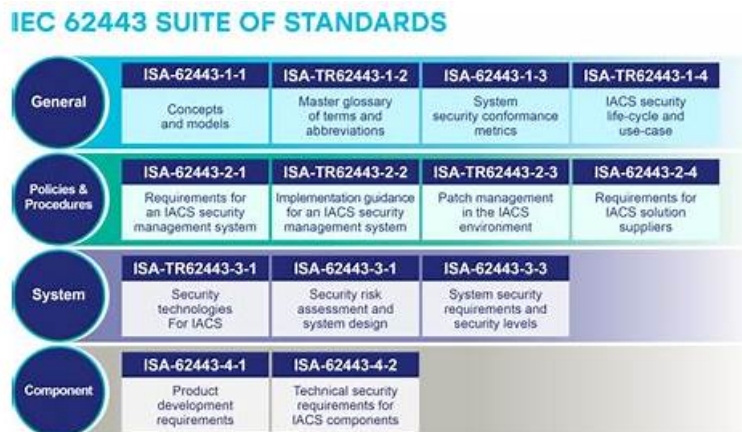 IEC 62443 SUITE OF STANDARDS
General
ISA-62443-1-1
Concepts
and models
ISA-TR62443-1-2
Master glossary
of terms and
abbreviations
ISA-62443-1-3
System
security conformance
metrics
ISA-TR62443-1-4
IACS security
life-cycle and
use-case
Policies &
Procedures
ISA-62443-2-1
Requirements for
an IACS security
management system
ISA-TR62443-2-2
Implementation guidance
for an IACS security
management system
ISA-TR62443-2-3
Patch management
in the IACS
environment
ISA-62443-2-4
Requirements for
IACS solution
suppliers
System
ISA-TR62443-3-1
Security
technologies
For IACS
ISA-62443-3-1
Security risk
assessment and
system design
ISA-62443-3-3
System security
requirements and
security levels
Component
ISA-62443-4-1
Product
development
requirements
ISA-62443-4-2
Technical security
requirements for
IACS components